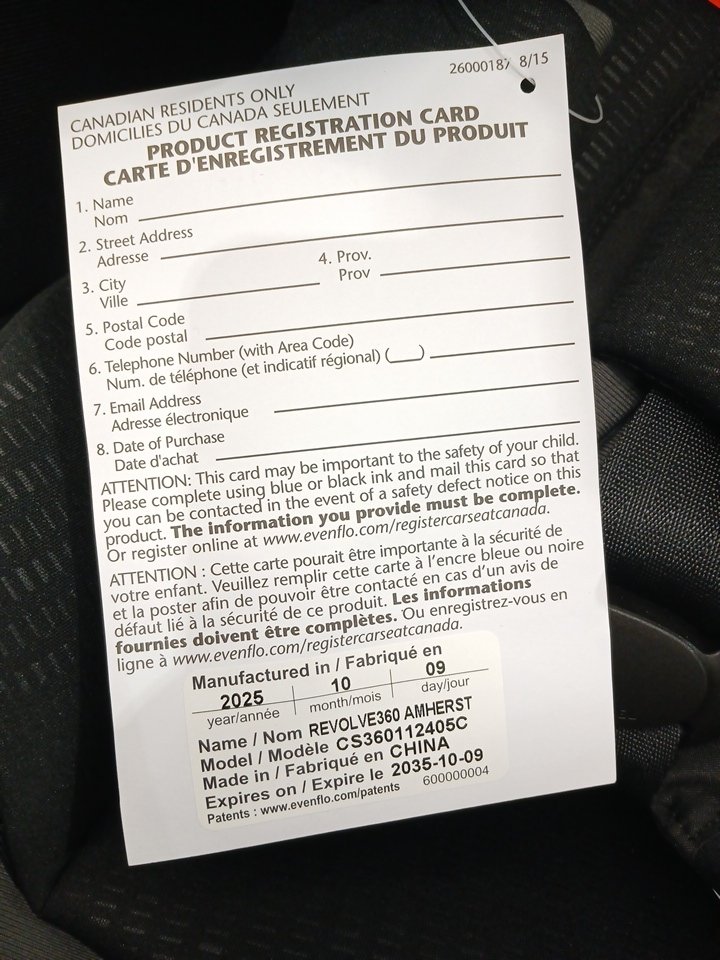 26000187 8/15
CANADIAN RESIDENTS ONLY
DOMICILIES DU CANADA SEULEMENT
PRODUCT REGISTRATION CARD
CARTE D'ENREGISTREMENT DU PRODUIT
1. Name
Nom
2. Street Address
Adresse
3. City
Ville
4. Prov.
Prov
5. Postal Code
Code postal
6. Telephone Number (with Area Code)
Num. de téléphone (et indicatif régional) (___)
7. Email Address
Adresse électronique
8. Date of Purchase
Date d'achat
ATTENTION: This card may be important to the safety of your child.
Please complete using blue or black ink and mail this card so that
you can be contacted in the event of a safety defect notice on this
product. The information you provide must be complete.
Or register online at www.evenflo.com/registercarseatcanada.
ATTENTION : Cette carte pourait être importante à la sécurité de
votre enfant. Veuillez remplir cette carte à l'encre bleue ou noire
et la poster afin de pouvoir être contacté en cas d'un avis de
défaut lié à la sécurité de ce produit. Les informations
fournies doivent être complètes. Ou enregistrez-vous en
ligne à www.evenflo.com/registercarseatcanada.
Manufactured in / Fabriqué en
2025 10 09
year/année month/mois day/jour
Name / Nom REVOLVE360 AMHERST
Model / Modèle CS360112405C
Made in / Fabriqué en CHINA
Expires on / Expire le 2035-10-09
Patents : www.evenflo.com/patents 600000004